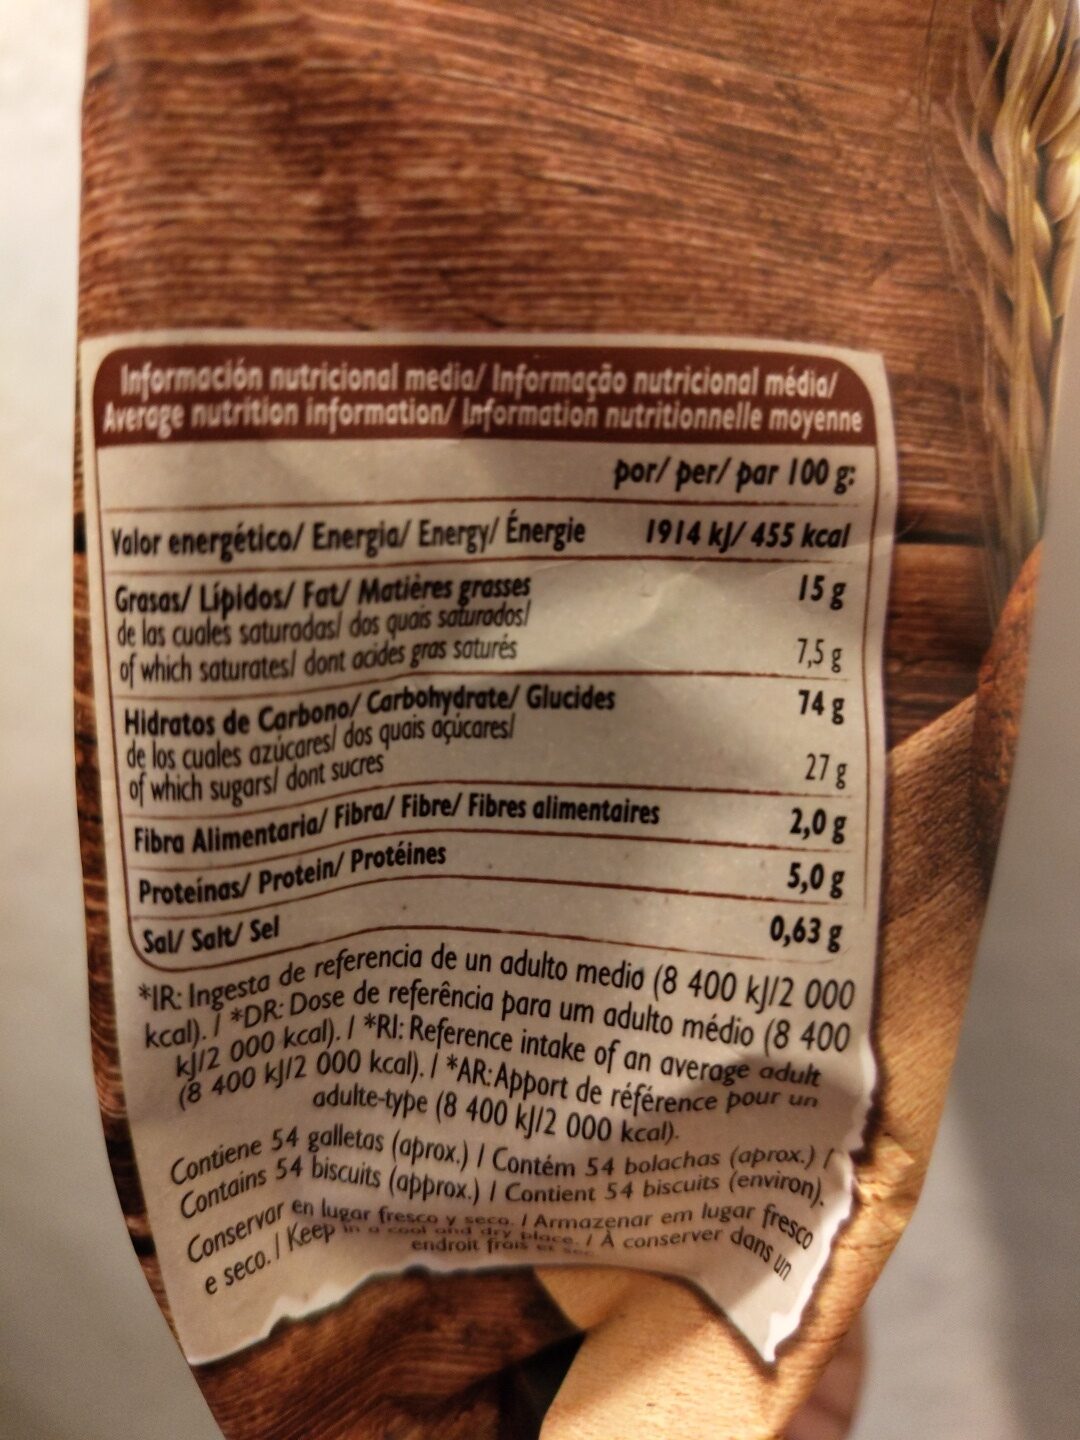 Información nutricional media/ Informação nutricional média/
Average nutrition information/ Information nutritionnelle moyenne
por/ per/ par 100 g:
Valor energético/ Energia/ Energy/ Énergie 1914 kJ/ 455 kcal
Grasas/ Lípidos/ Fat/ Matières grasses 15 g
de las cuales saturadas/ dos quais saturados/
of which saturates/ dont acides gras saturés 7,5 g
Hidratos de Carbono/ Carbohydrate/ Glucides 74 g
de los cuales azúcares/ dos quais açúcares/
of which sugars/ dont sucres 27 g
Fibra Alimentaria/ Fibra/ Fibre/ Fibres alimentaires 2,0 g
Proteínas/ Protein/ Protéines 5,0 g
Sal/ Salt/ Sel 0,63 g
*IR: Ingesta de referencia de un adulto medio (8 400 kJ/2 000
kcal). / *DR: Dose de referência para um adulto médio (8 400
kJ/2 000 kcal). / *RI: Reference intake of an average adult
(8 400 kJ/2 000 kcal). / *AR: Apport de référence pour un
adulte-type (8 400 kJ/2 000 kcal).
Contiene 54 galletas (aprox.) / Contém 54 bolachas (aprox.) /
Contains 54 biscuits (approx.) / Contient 54 biscuits (environ).
Conservar en lugar fresco y seco. / Armazenar em lugar fresco
e seco. / Keep in a cool and dry place. / À conserver dans un
endroit frais et sec.